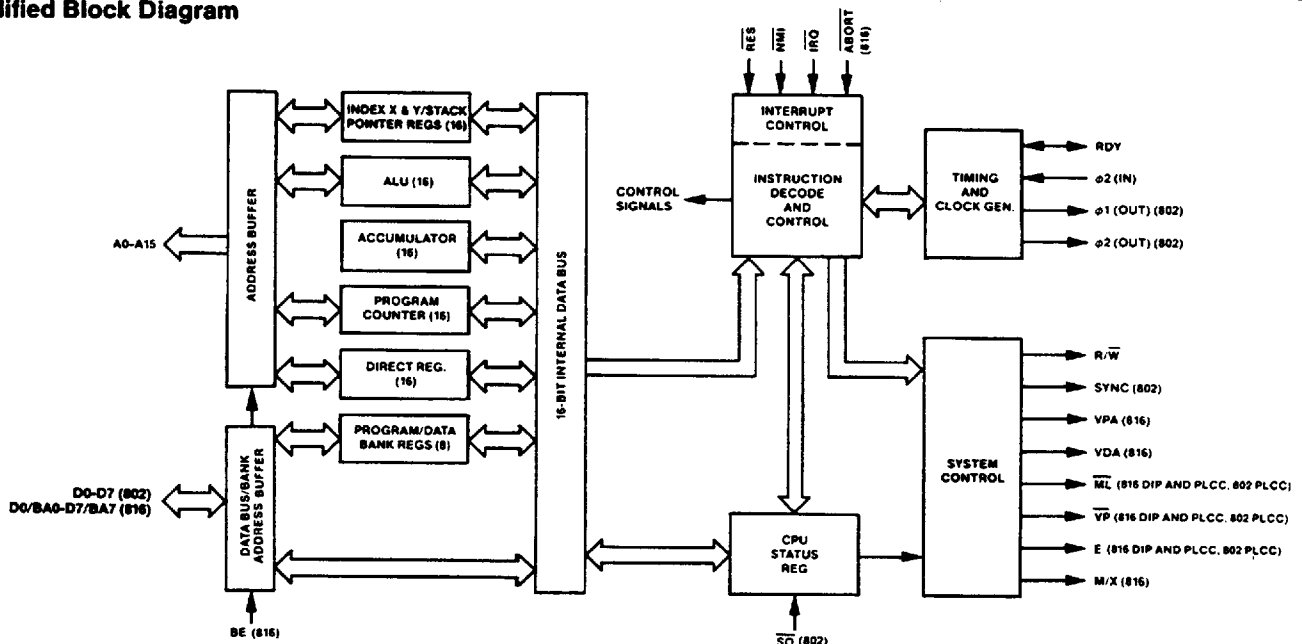 lified Block Diagram
RES
NMI
IRQ
ABORT
(816)
INTERRUPT
CONTROL
INSTRUCTION
DECODE
AND
CONTROL
CONTROL
SIGNALS
TIMING
AND
CLOCK GEN.
RDY
φ2 (IN)
φ1 (OUT) (802)
φ2 (OUT) (802)
A0-A15
ADDRESS BUFFER
INDEX X & Y/STACK
POINTER REGS (16)
ALU (16)
ACCUMULATOR
(16)
PROGRAM
COUNTER (16)
DIRECT REG.
(16)
PROGRAM/DATA
BANK REGS (8)
16-BIT INTERNAL DATA BUS
D0-D7 (802)
D0/BA0-D7/BA7 (816)
DATA BUS/BANK
ADDRESS BUFFER
BE (816)
CPU
STATUS
REG
SO (802)
SYSTEM
CONTROL
R/W
SYNC (802)
VPA (816)
VDA (816)
ML (816 DIP AND PLCC, 802 PLCC)
VP (816 DIP AND PLCC, 802 PLCC)
E (816 DIP AND PLCC, 802 PLCC)
M/X (816)